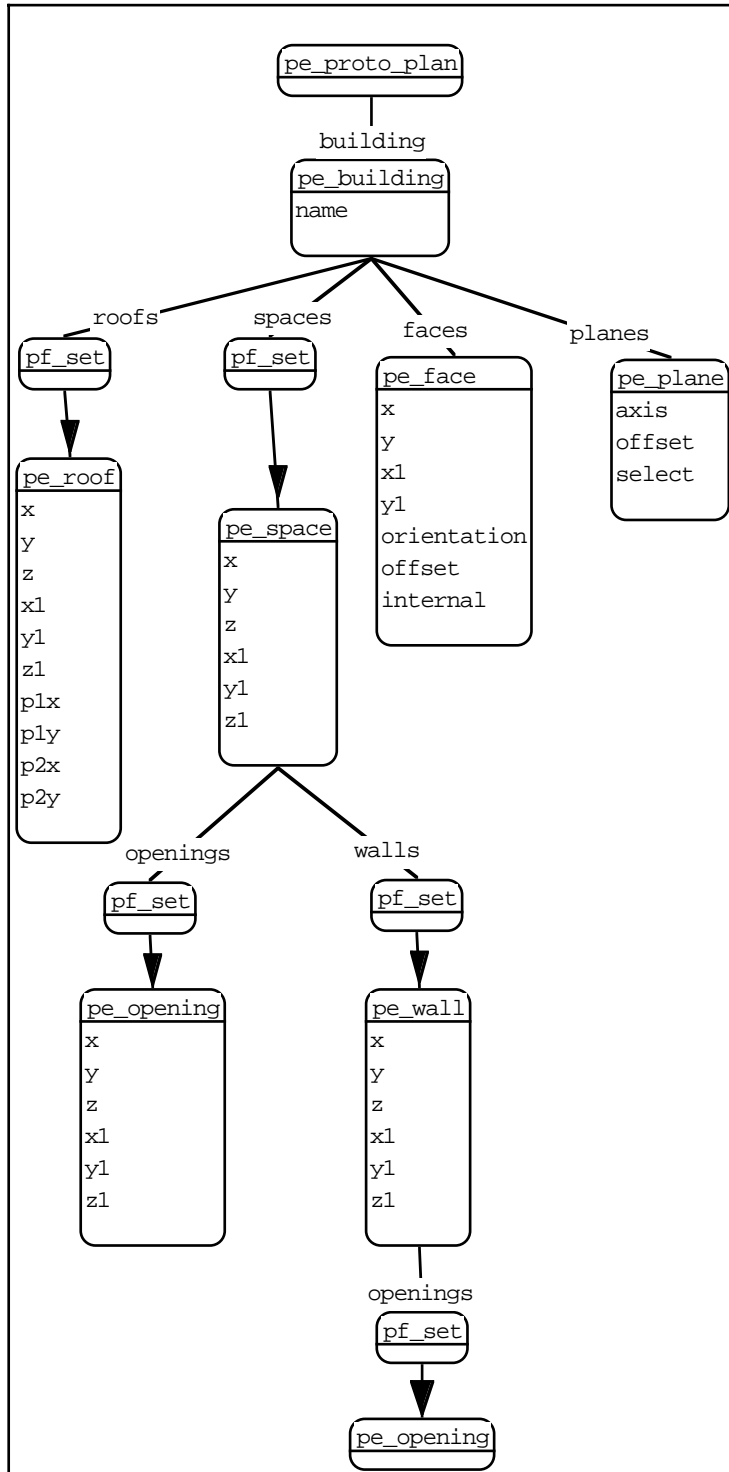 pe_proto_plan
building
pe_building
name
roofs
spaces
faces
planes
pf_set
pf_set
pe_face
x
y
x1
y1
orientation
offset
internal
pe_plane
axis
offset
select
pe_roof
x
y
z
x1
y1
z1
p1x
p1y
p2x
p2y
pe_space
x
y
z
x1
y1
z1
openings
walls
pf_set
pf_set
pe_opening
x
y
z
x1
y1
z1
pe_wall
x
y
z
x1
y1
z1
openings
pf_set
pe_opening